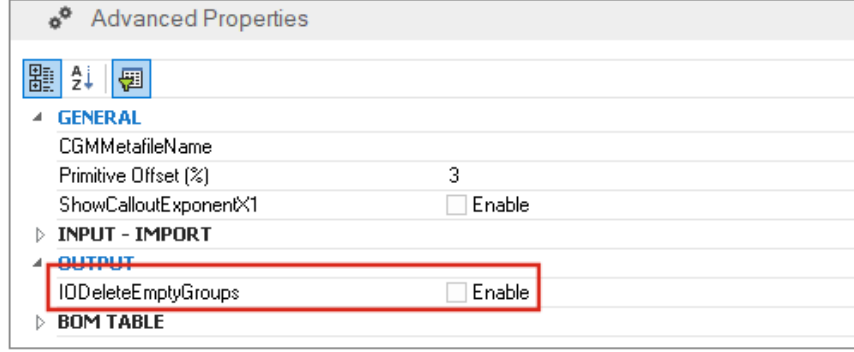 Advanced Properties
GENERAL
CGMMetafileName
Primitive Offset (%) 3
ShowCalloutExponentX1 Enable
INPUT - IMPORT
OUTPUT
IODeleteEmptyGroups Enable
BOM TABLE